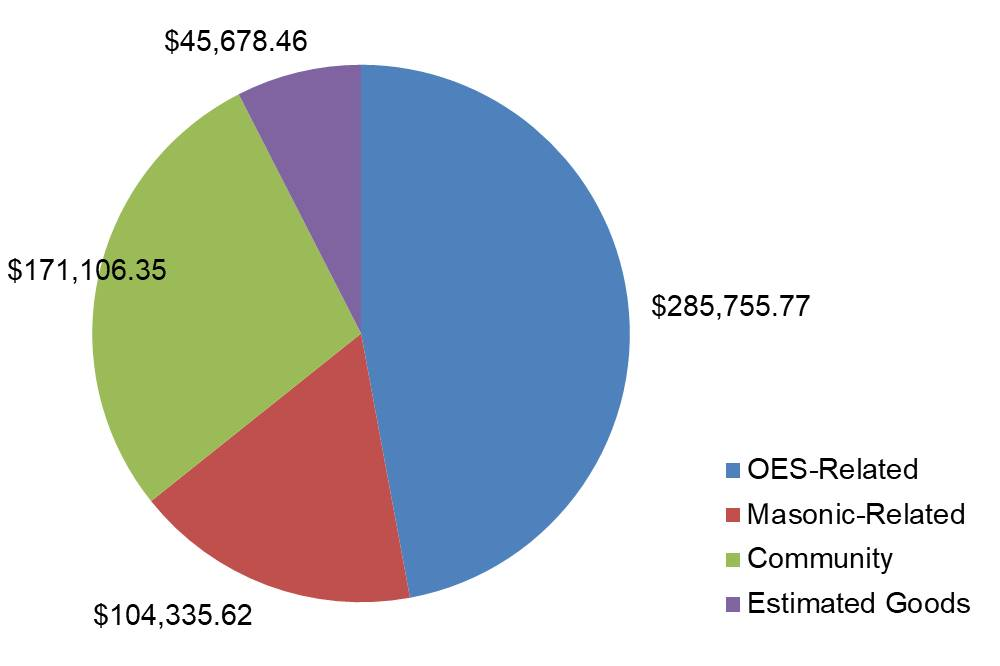 $45,678.46
$171,106.35
$285,755.77
OES-Related
Masonic-Related
Community
Estimated Goods
$104,335.62